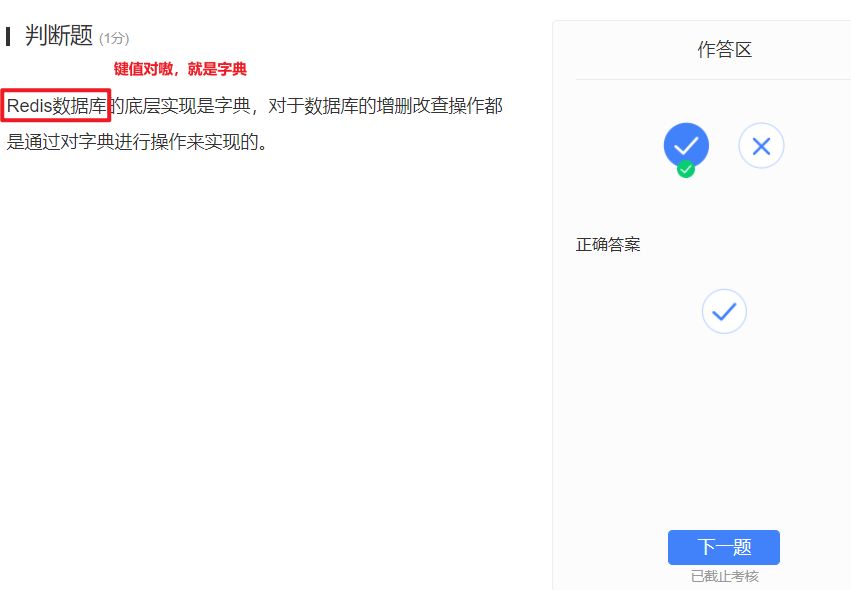 判断题 (1分)
键值对嗷，就是字典
Redis数据库的底层实现是字典，对于数据库的增删改查操作都
是通过对字典进行操作来实现的。
作答区
正确答案
下一题
已截止考核